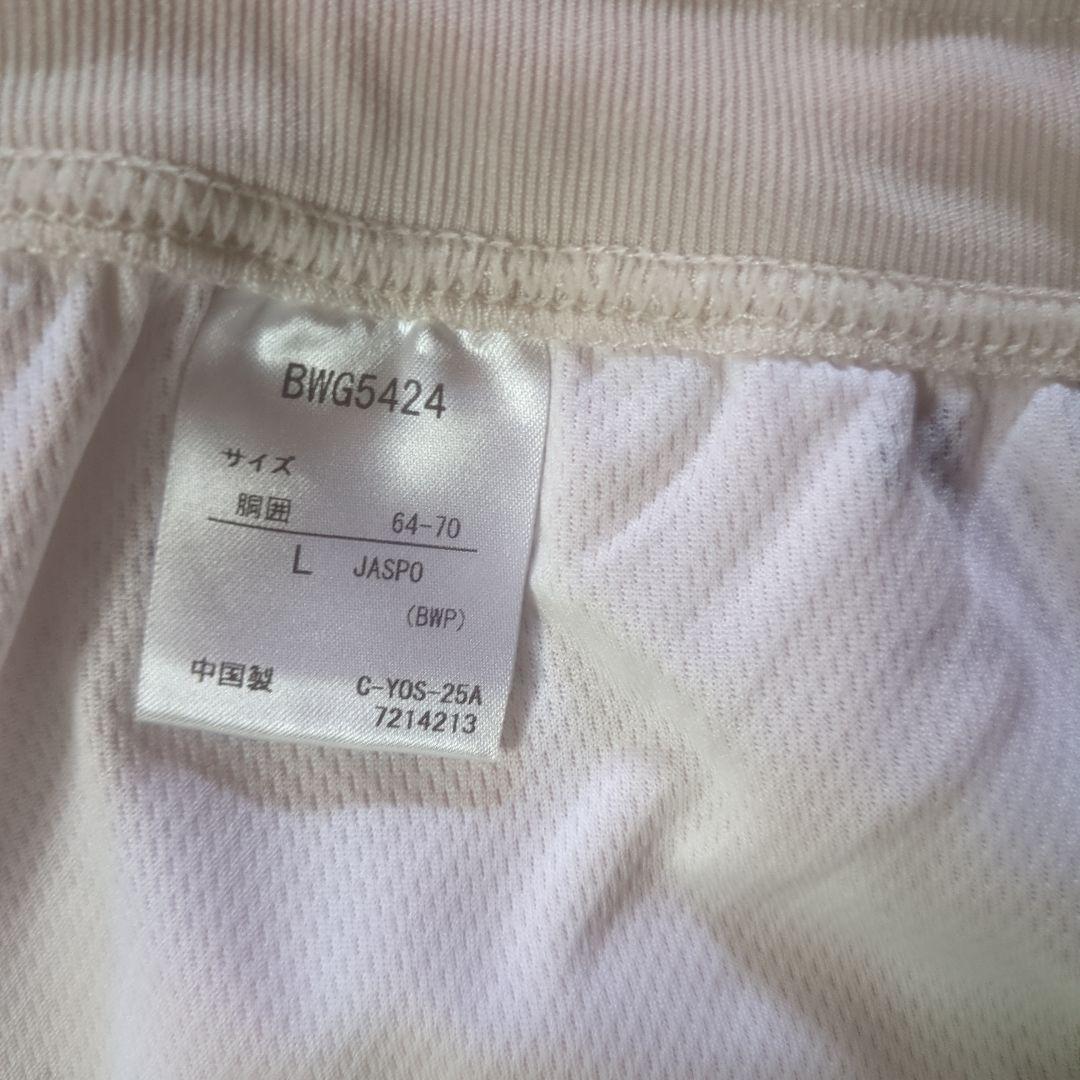 BWG5424
サイズ
胴囲 64-70
L JASPO
(BWP)
中国製 C-YOS-25A
7214213